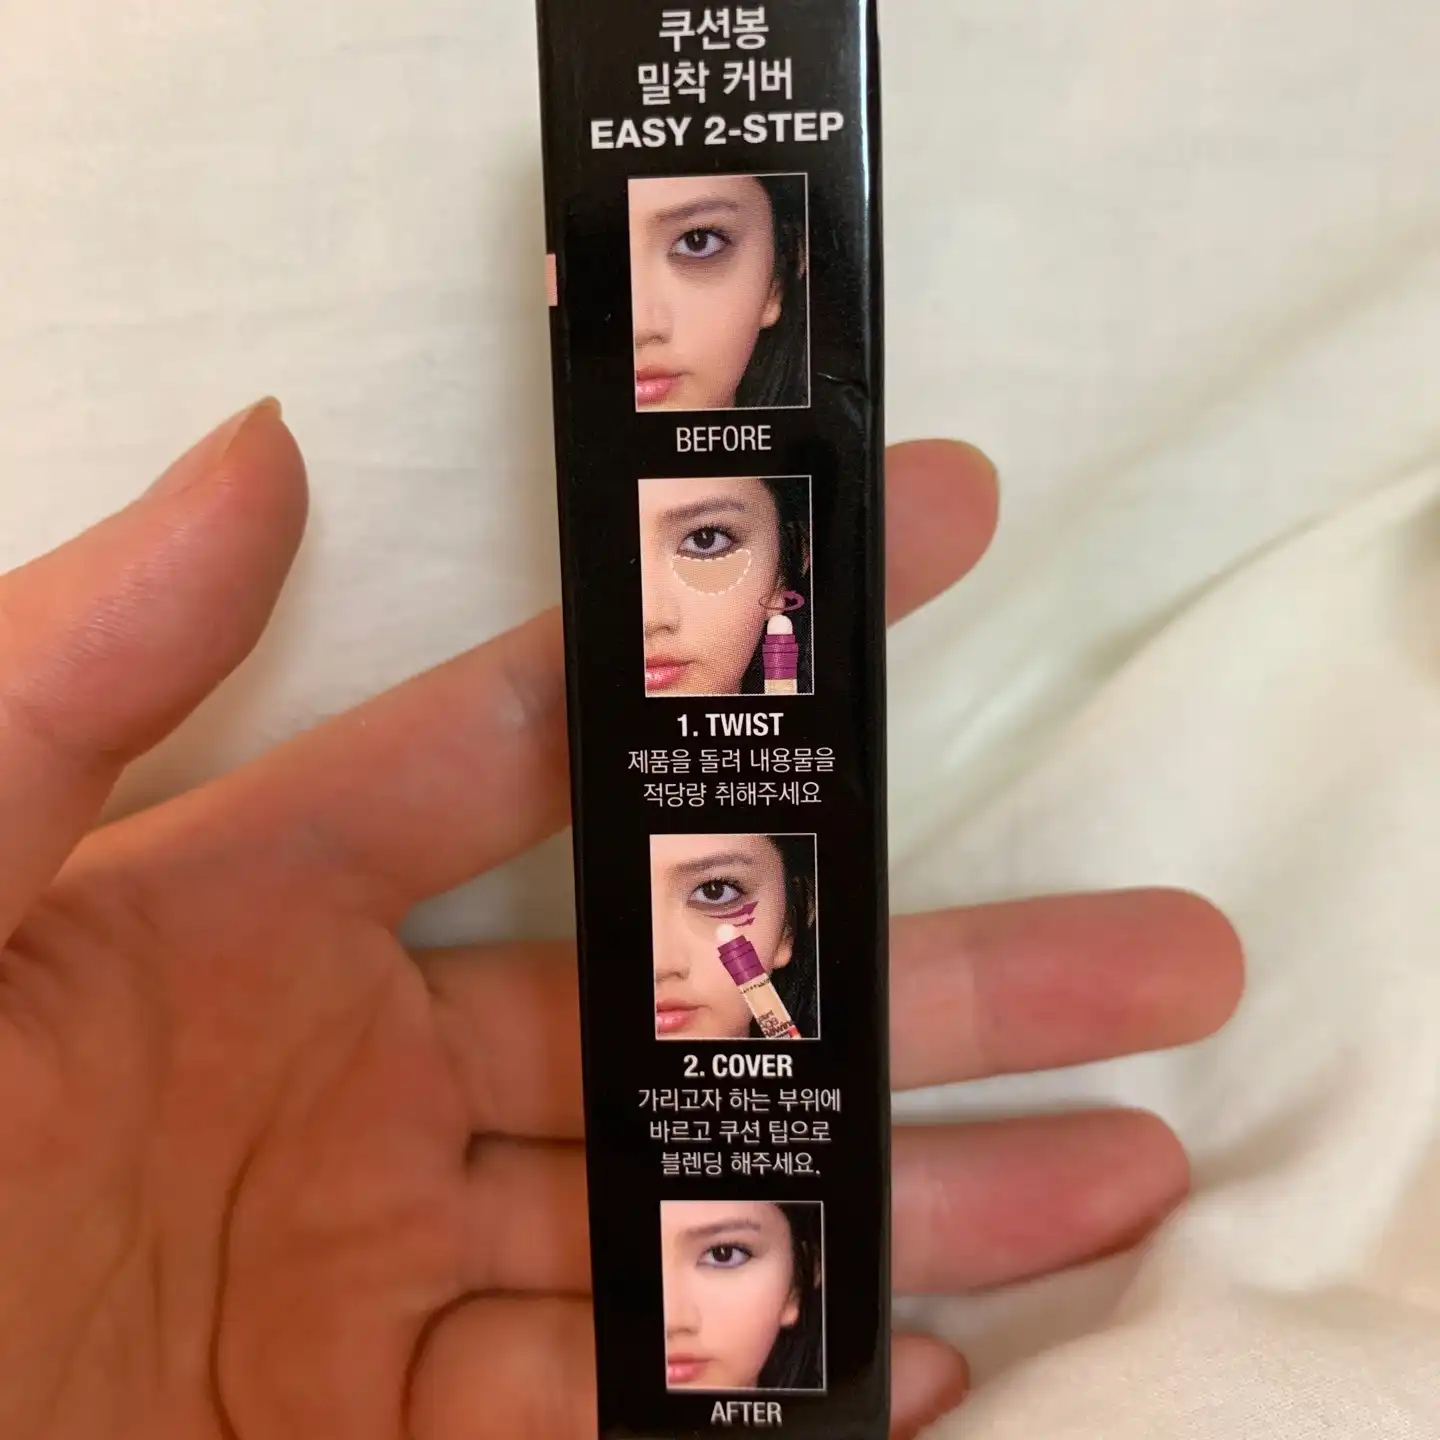 쿠션봉
밀착 커버
EASY 2-STEP
BEFORE
1. TWIST
제품을 돌려 내용물을
적당량 취해주세요
2. COVER
가리고자 하는 부위에
바르고 쿠션 팁으로
블렌딩 해주세요.
AFTER